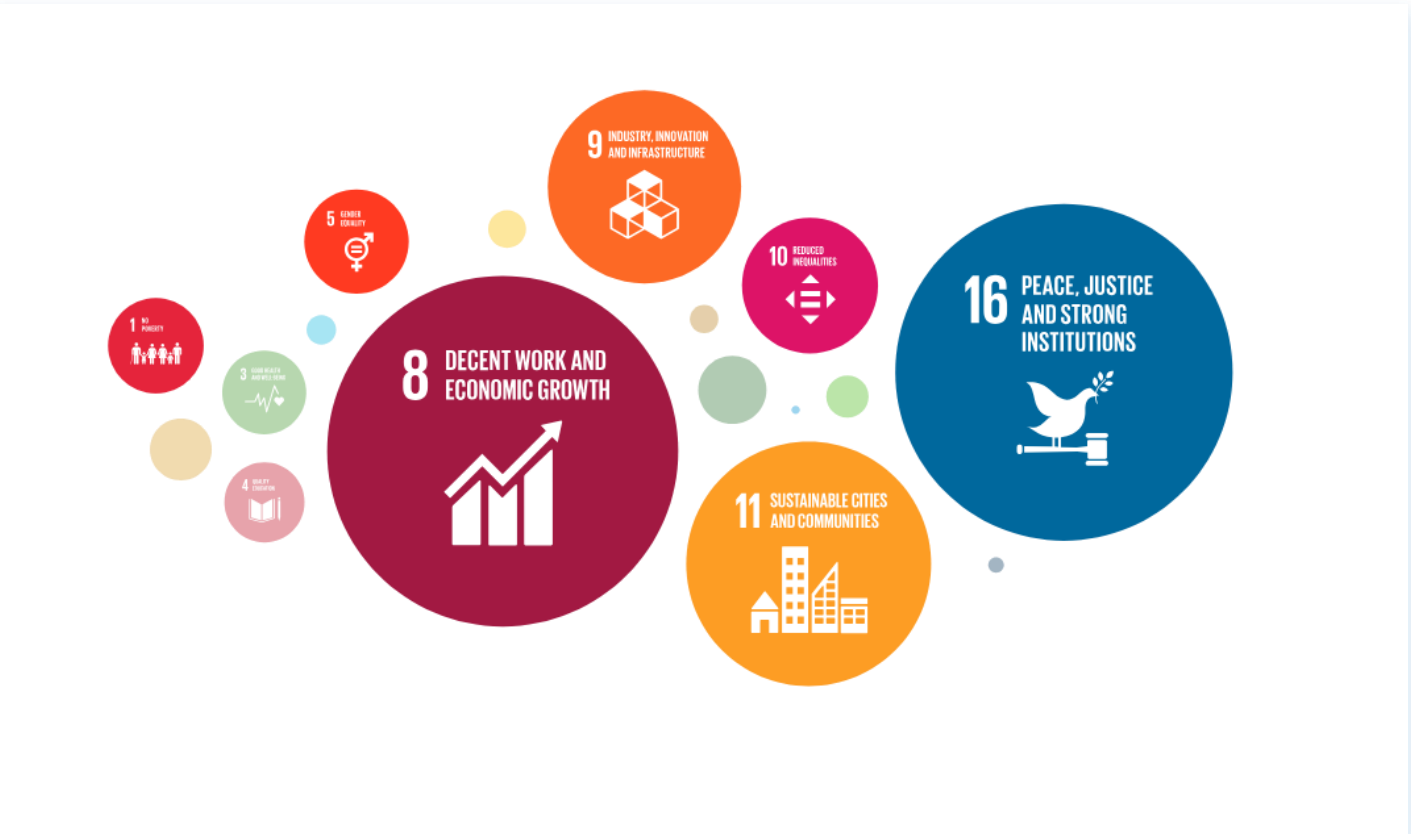 9 INDUSTRY, INNOVATION
AND INFRASTRUCTURE
5 GENDER
EQUALITY
10 REDUCED
INEQUALITIES
16 PEACE, JUSTICE
AND STRONG
INSTITUTIONS
1 NO
POVERTY
8 DECENT WORK AND
ECONOMIC GROWTH
3 GOOD HEALTH
AND WELL-BEING
4 QUALITY
EDUCATION
11 SUSTAINABLE CITIES
AND COMMUNITIES